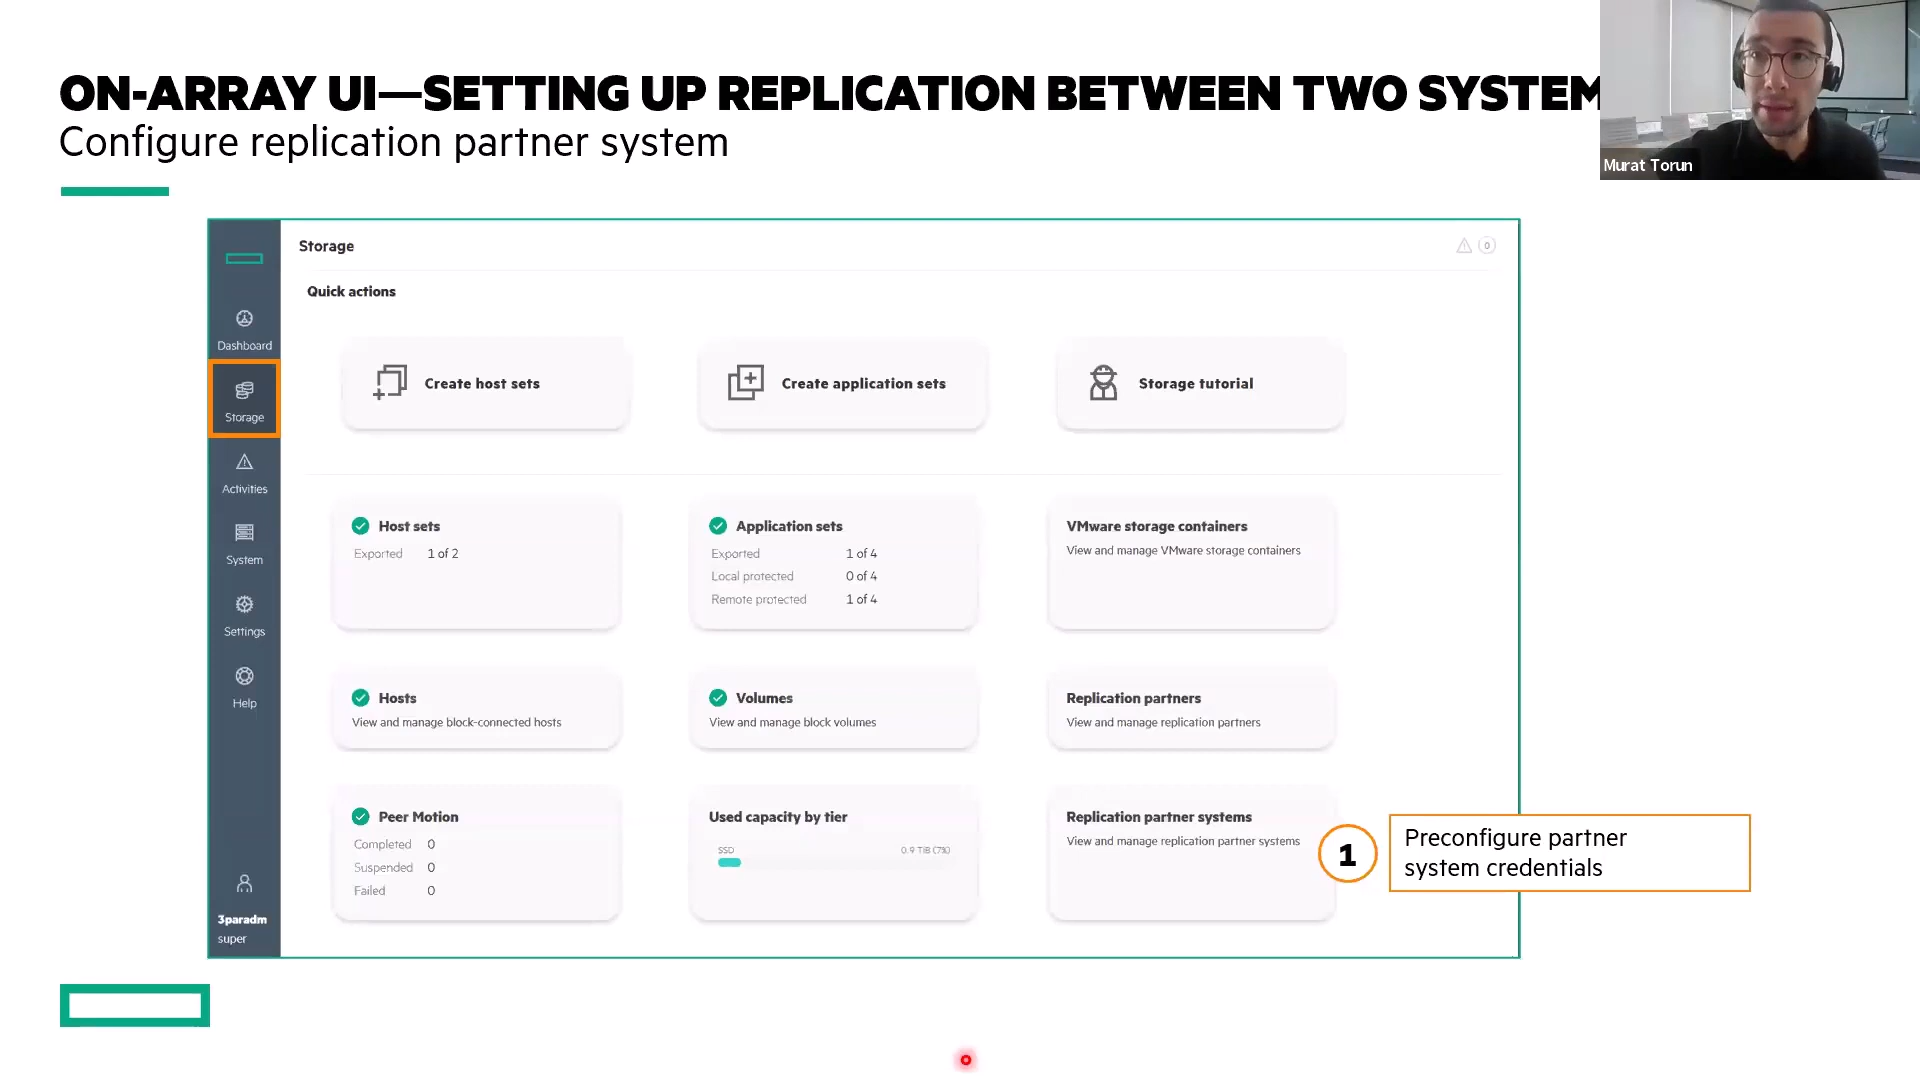 ON-ARRAY UI—SETTING UP REPLICATION BETWEEN TWO SYSTEM
Configure replication partner system
Murat Torun
Storage
0
Quick actions
Dashboard
Storage
Activities
System
Settings
Help
3paradm
super
Create host sets
Create application sets
Storage tutorial
Host sets
Exported 1 of 2
Application sets
Exported 1 of 4
Local protected 0 of 4
Remote protected 1 of 4
VMware storage containers
View and manage VMware storage containers
Hosts
View and manage block-connected hosts
Volumes
View and manage block volumes
Replication partners
View and manage replication partners
Peer Motion
Completed 0
Suspended 0
Failed 0
Used capacity by tier
SSD 0.9 TiB (7%)
Replication partner systems
View and manage replication partner systems
1
Preconfigure partner
system credentials